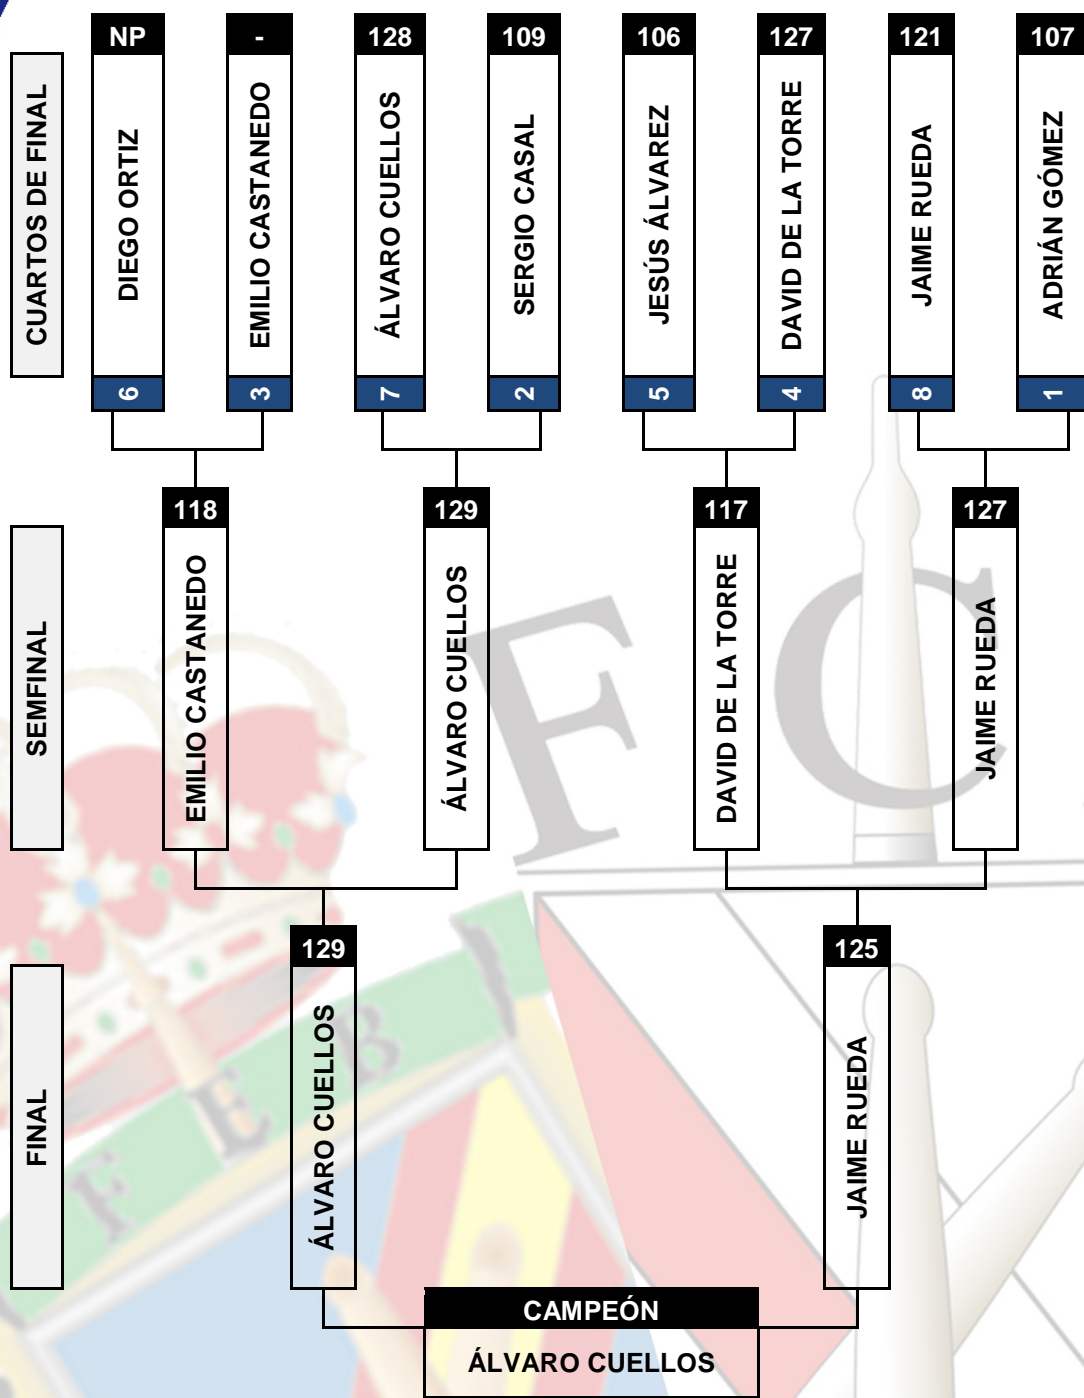 NP
-
128
109
106
127
121
107
CUARTOS DE FINAL
DIEGO ORTIZ
EMILIO CASTANEDO
ÁLVARO CUELLOS
SERGIO CASAL
JESÚS ÁLVAREZ
DAVID DE LA TORRE
JAIME RUEDA
ADRIÁN GÓMEZ
6
3
7
2
5
4
8
1
118
129
117
127
SEMFINAL
EMILIO CASTANEDO
ÁLVARO CUELLOS
DAVID DE LA TORRE
JAIME RUEDA
F C
129
125
FINAL
ÁLVARO CUELLOS
JAIME RUEDA
F E B
CAMPEÓN
ÁLVARO CUELLOS